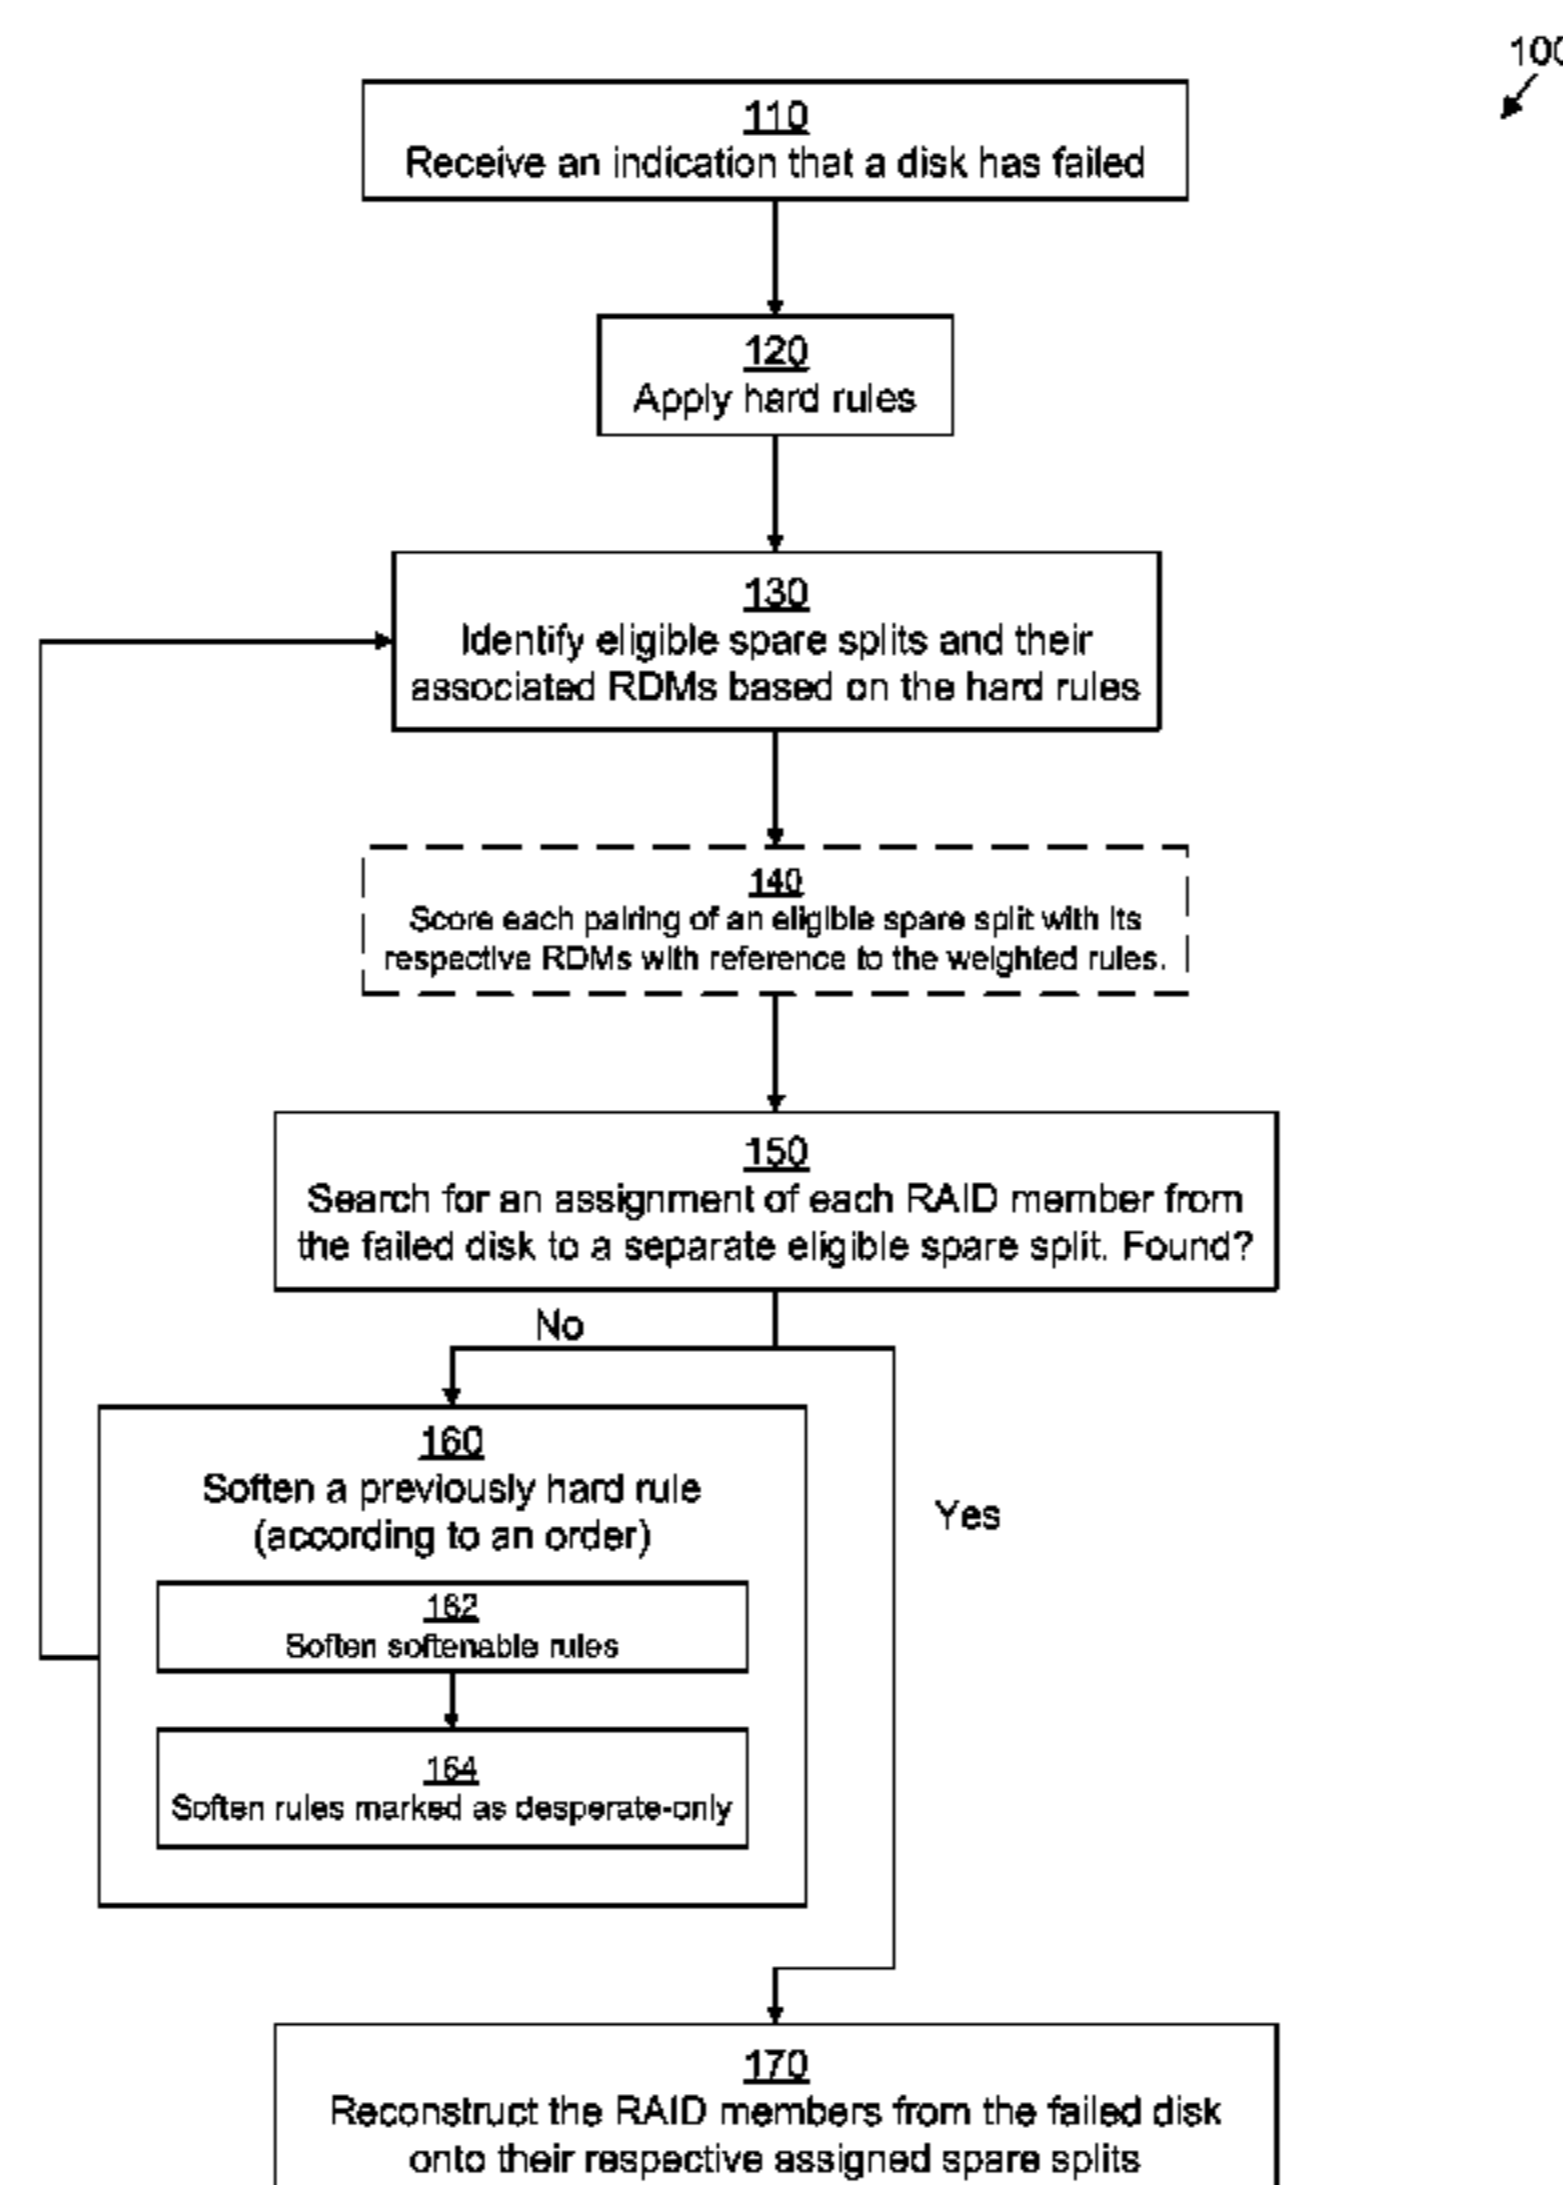 100
110
Receive an indication that a disk has failed
120
Apply hard rules
130
Identify eligible spare splits and their
associated RDMs based on the hard rules
140
Score each pairing of an eligible spare split with its
respective RDMs with reference to the weighted rules.
150
Search for an assignment of each RAID member from
the failed disk to a separate eligible spare split. Found?
No
160
Soften a previously hard rule
(according to an order)
Yes
162
Soften softenable rules
164
Soften rules marked as desperate-only
170
Reconstruct the RAID members from the failed disk
onto their respective assigned spare splits